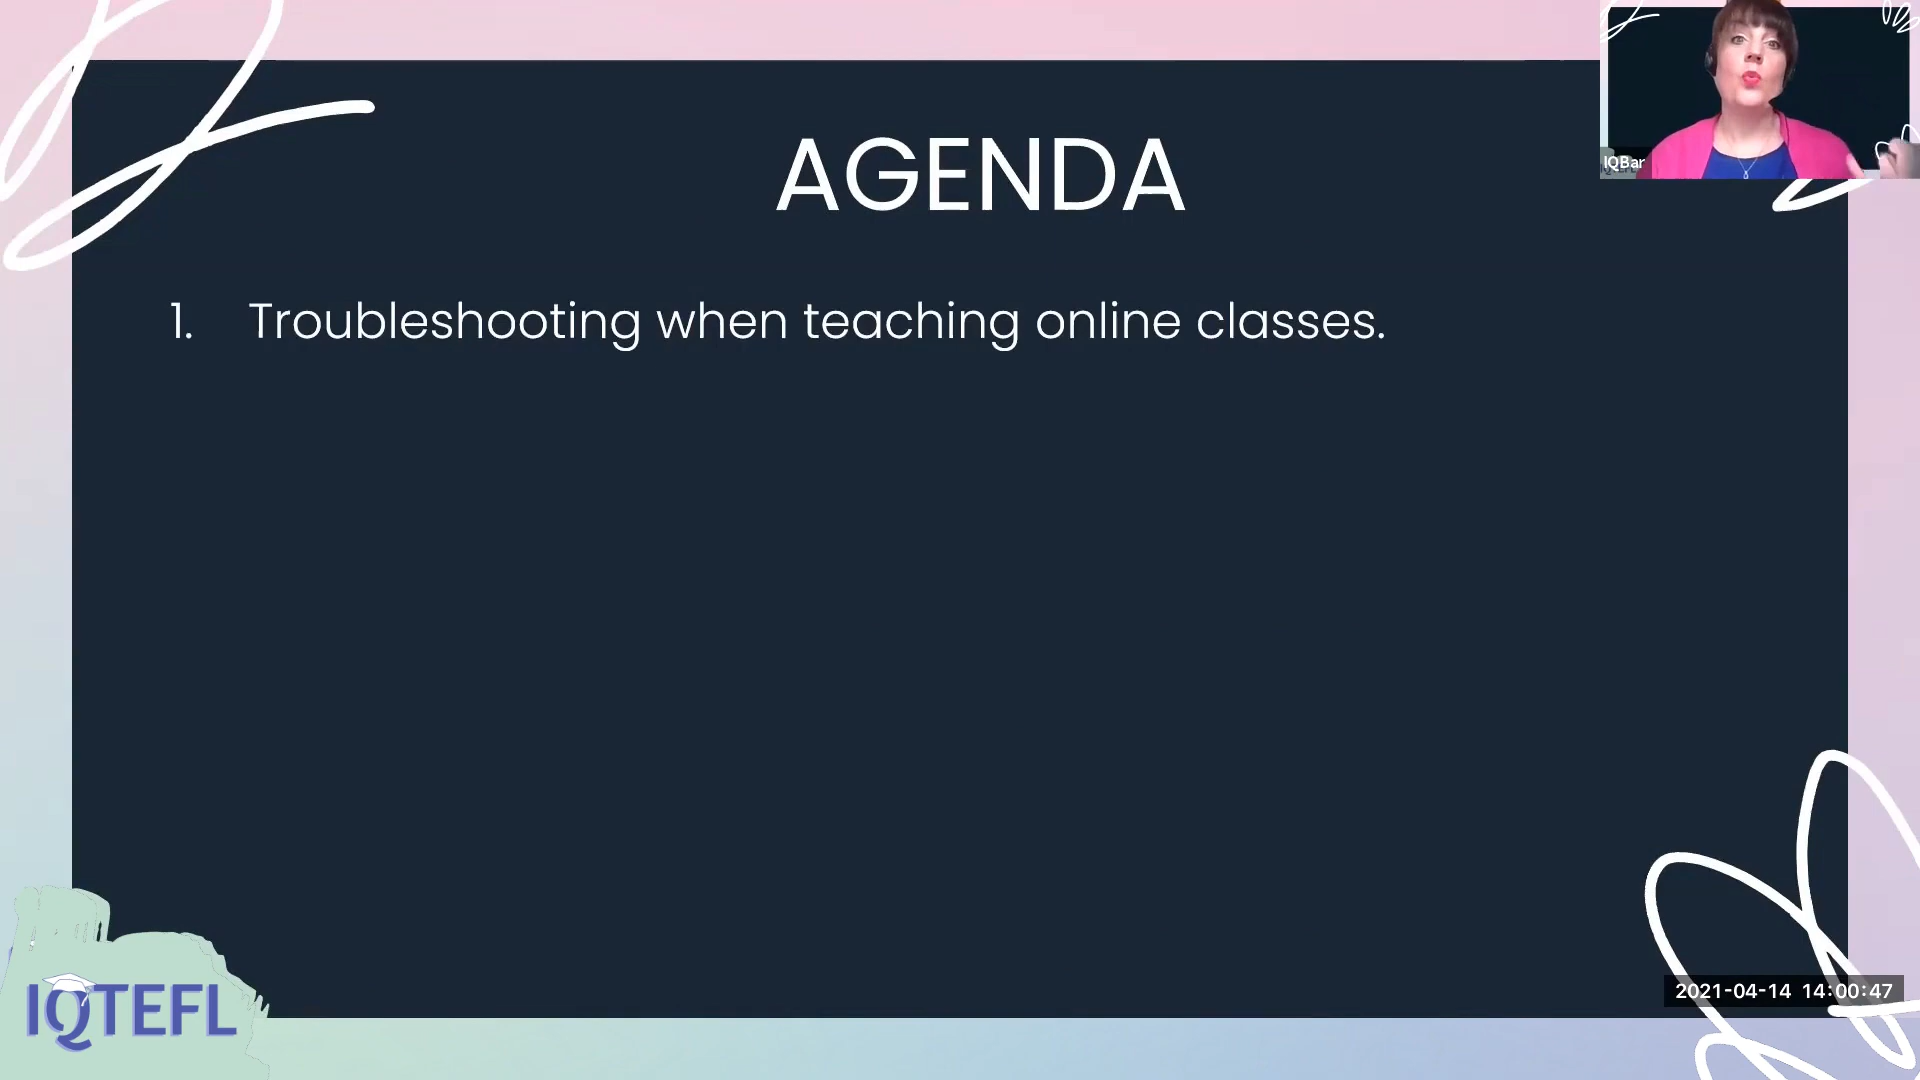 AGENDA
IQBar
1. Troubleshooting when teaching online classes.
IQTEFL
2021-04-14 14:00:47